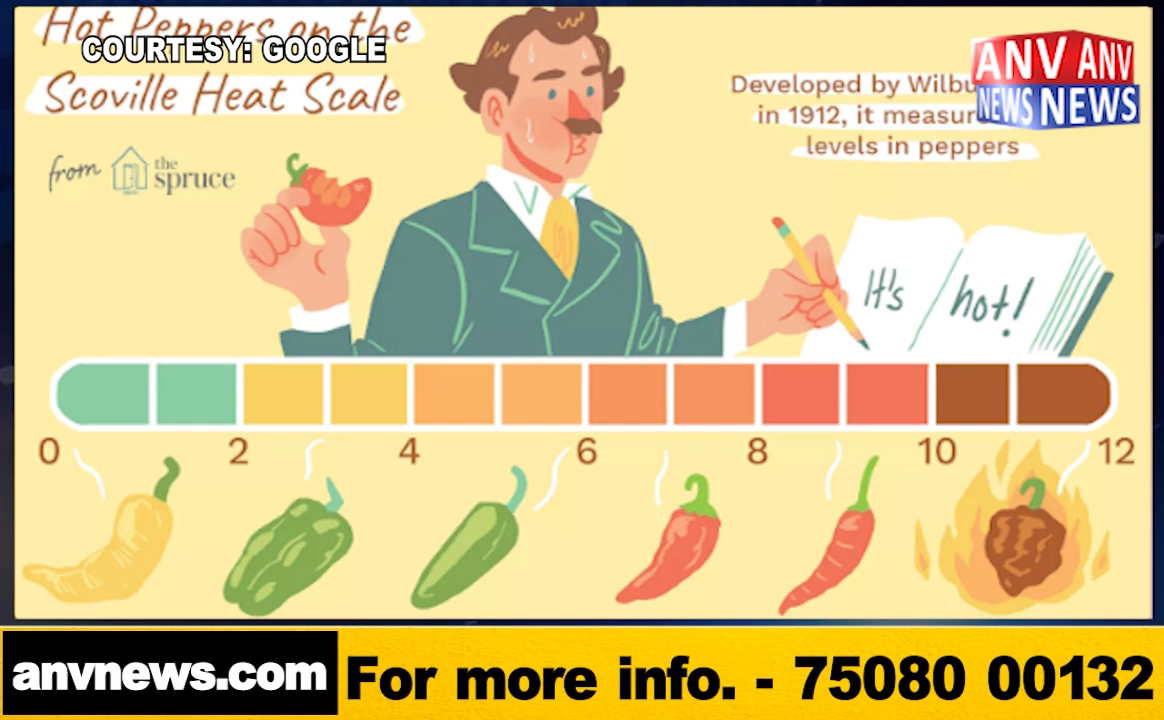 Hot Peppers on the
COURTESY: GOOGLE
Scoville Heat Scale
from the spruce
Developed by
in 1912, it
levels in peppers
ANV ANV
NEWS NEWS
It's hot!
0 2 4 6 8 10 12
anvnews.com For more info. - 75080 00132